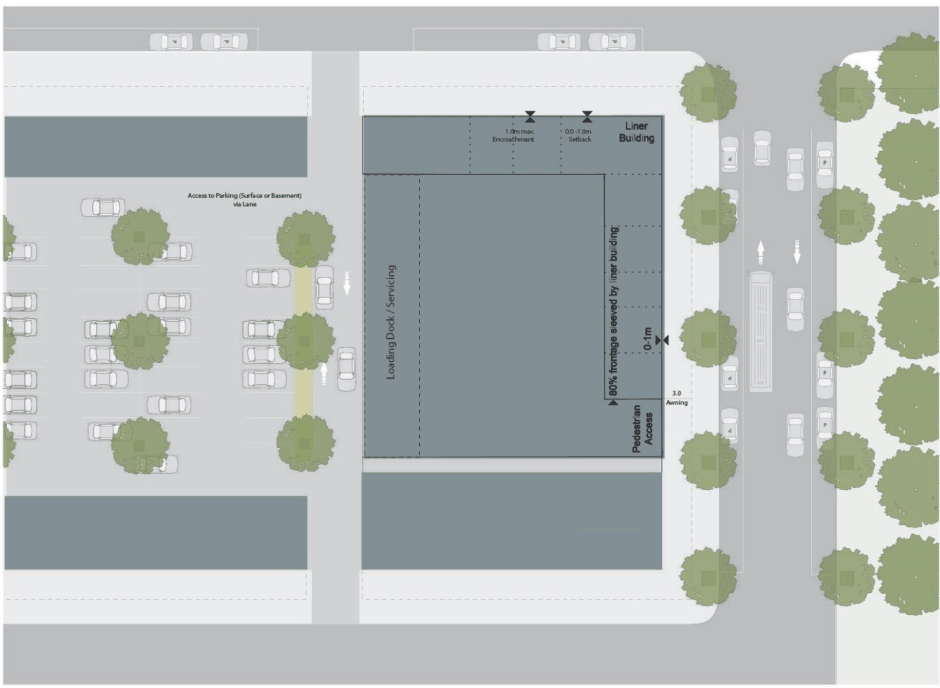 1.0m max.
Encroachment
0.0-1.0m
Setback
Liner
Building
Access to Parking (Surface or Basement)
via Lane
Loading Dock / Servicing
80% frontage sleeved by liner building
0-1m
3.0
Awning
Pedestrian
Access
P
P
P
P
P
P
P
P
P
P